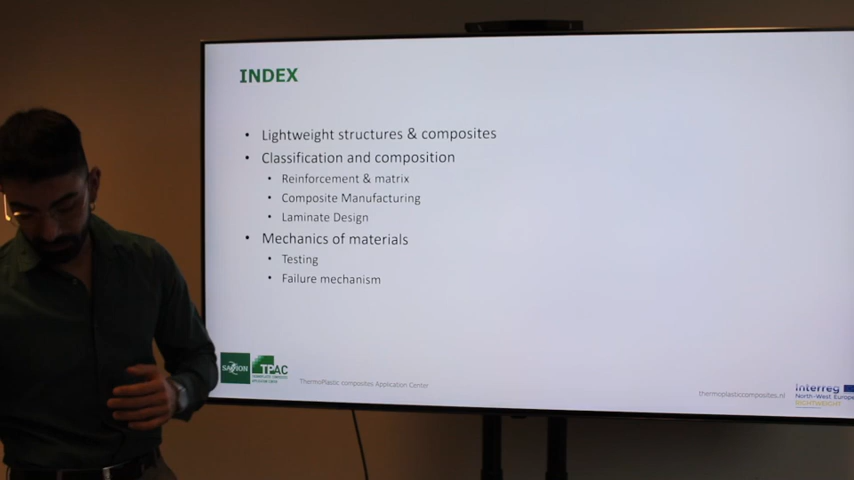 INDEX
• Lightweight structures & composites
• Classification and composition
• Reinforcement & matrix
• Composite Manufacturing
• Laminate Design
• Mechanics of materials
• Testing
• Failure mechanism
SAXION
TPAC
ThermoPlastic composites Application Center
thermoplasticcomposites.nl
Interreg
North-West Europe